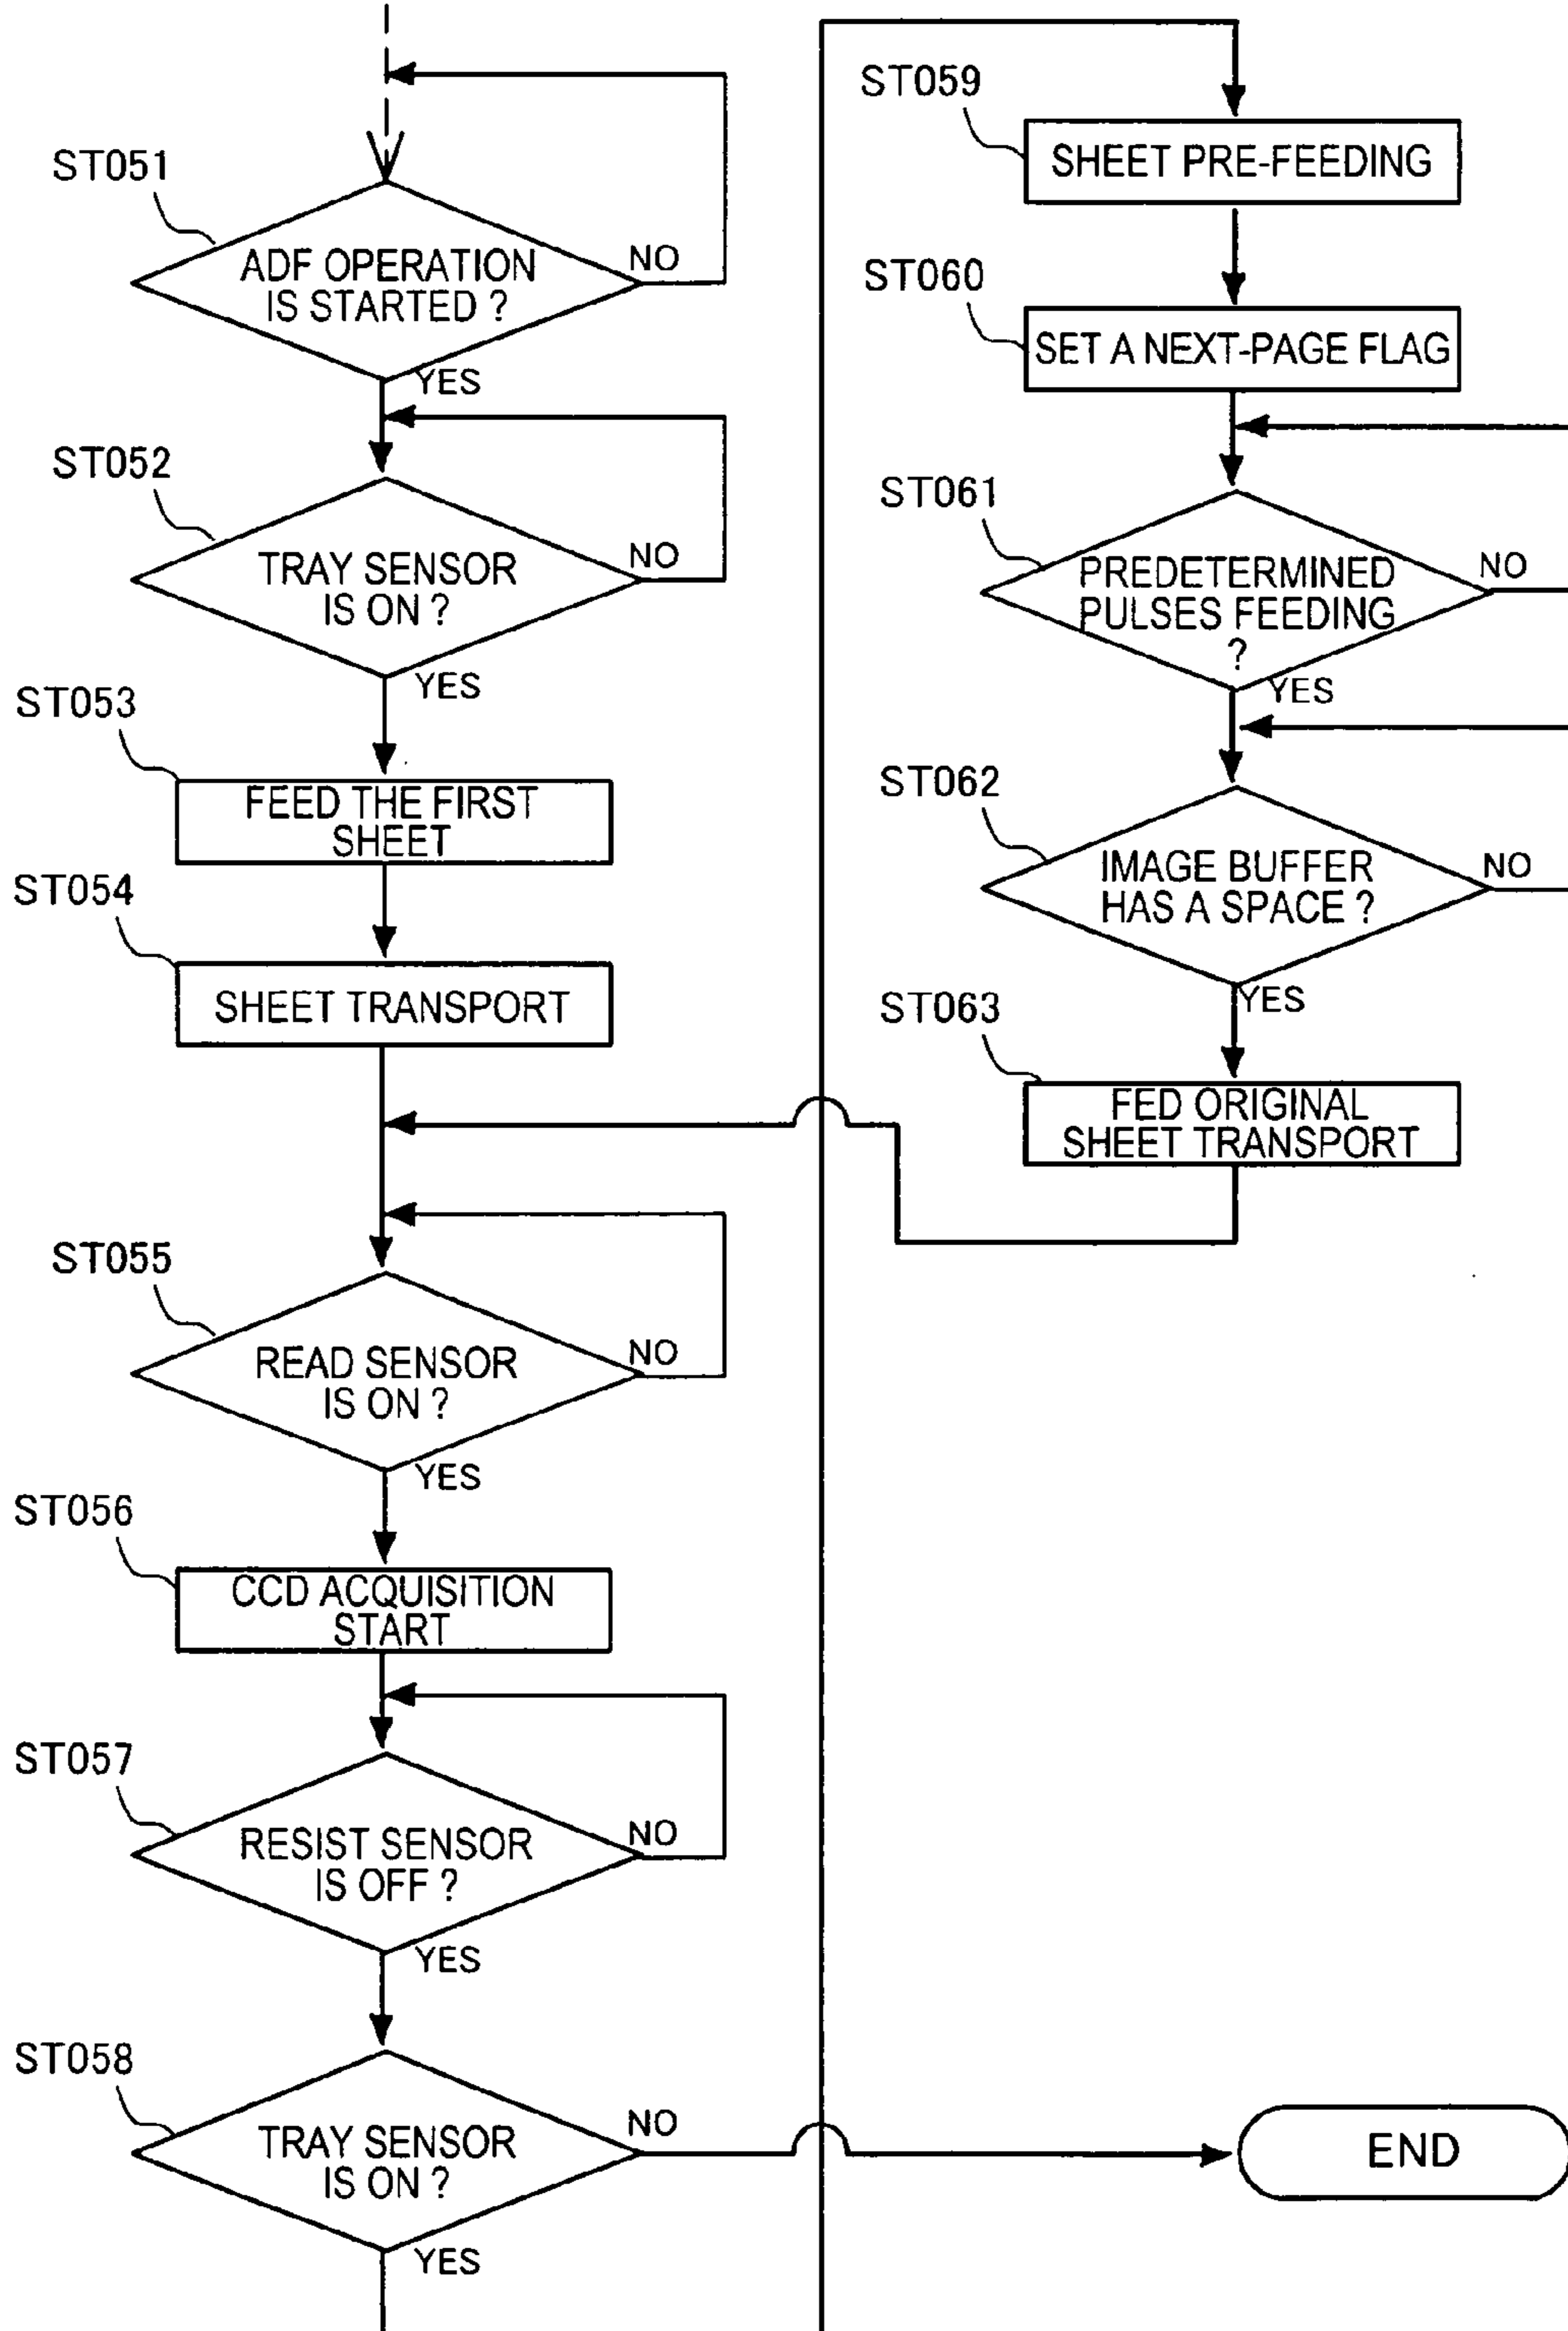 ST051
ADF OPERATION
IS STARTED ?
NO
YES
ST052
TRAY SENSOR
IS ON ?
NO
YES
ST053
FEED THE FIRST
SHEET
ST054
SHEET TRANSPORT
ST055
READ SENSOR
IS ON ?
NO
YES
ST056
CCD ACQUISITION
START
ST057
RESIST SENSOR
IS OFF ?
NO
YES
ST058
TRAY SENSOR
IS ON ?
NO
YES
ST059
SHEET PRE-FEEDING
ST060
SET A NEXT-PAGE FLAG
ST061
PREDETERMINED
PULSES FEEDING
?
NO
YES
ST062
IMAGE BUFFER
HAS A SPACE ?
NO
YES
ST063
FED ORIGINAL
SHEET TRANSPORT
END